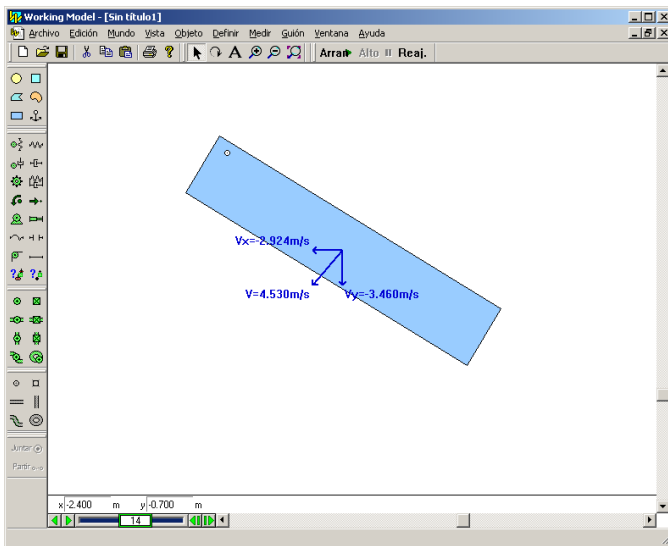 Working Model - [Sin título1]
Archivo Edición Mundo Vista Objeto Definir Medir Guión Ventana Ayuda
A Arran Alto Reaj.
Vx=-2.924m/s
V=4.530m/s Vy=-3.460m/s
Juntar
Partir
x -2.400 m y -0.700 m
14